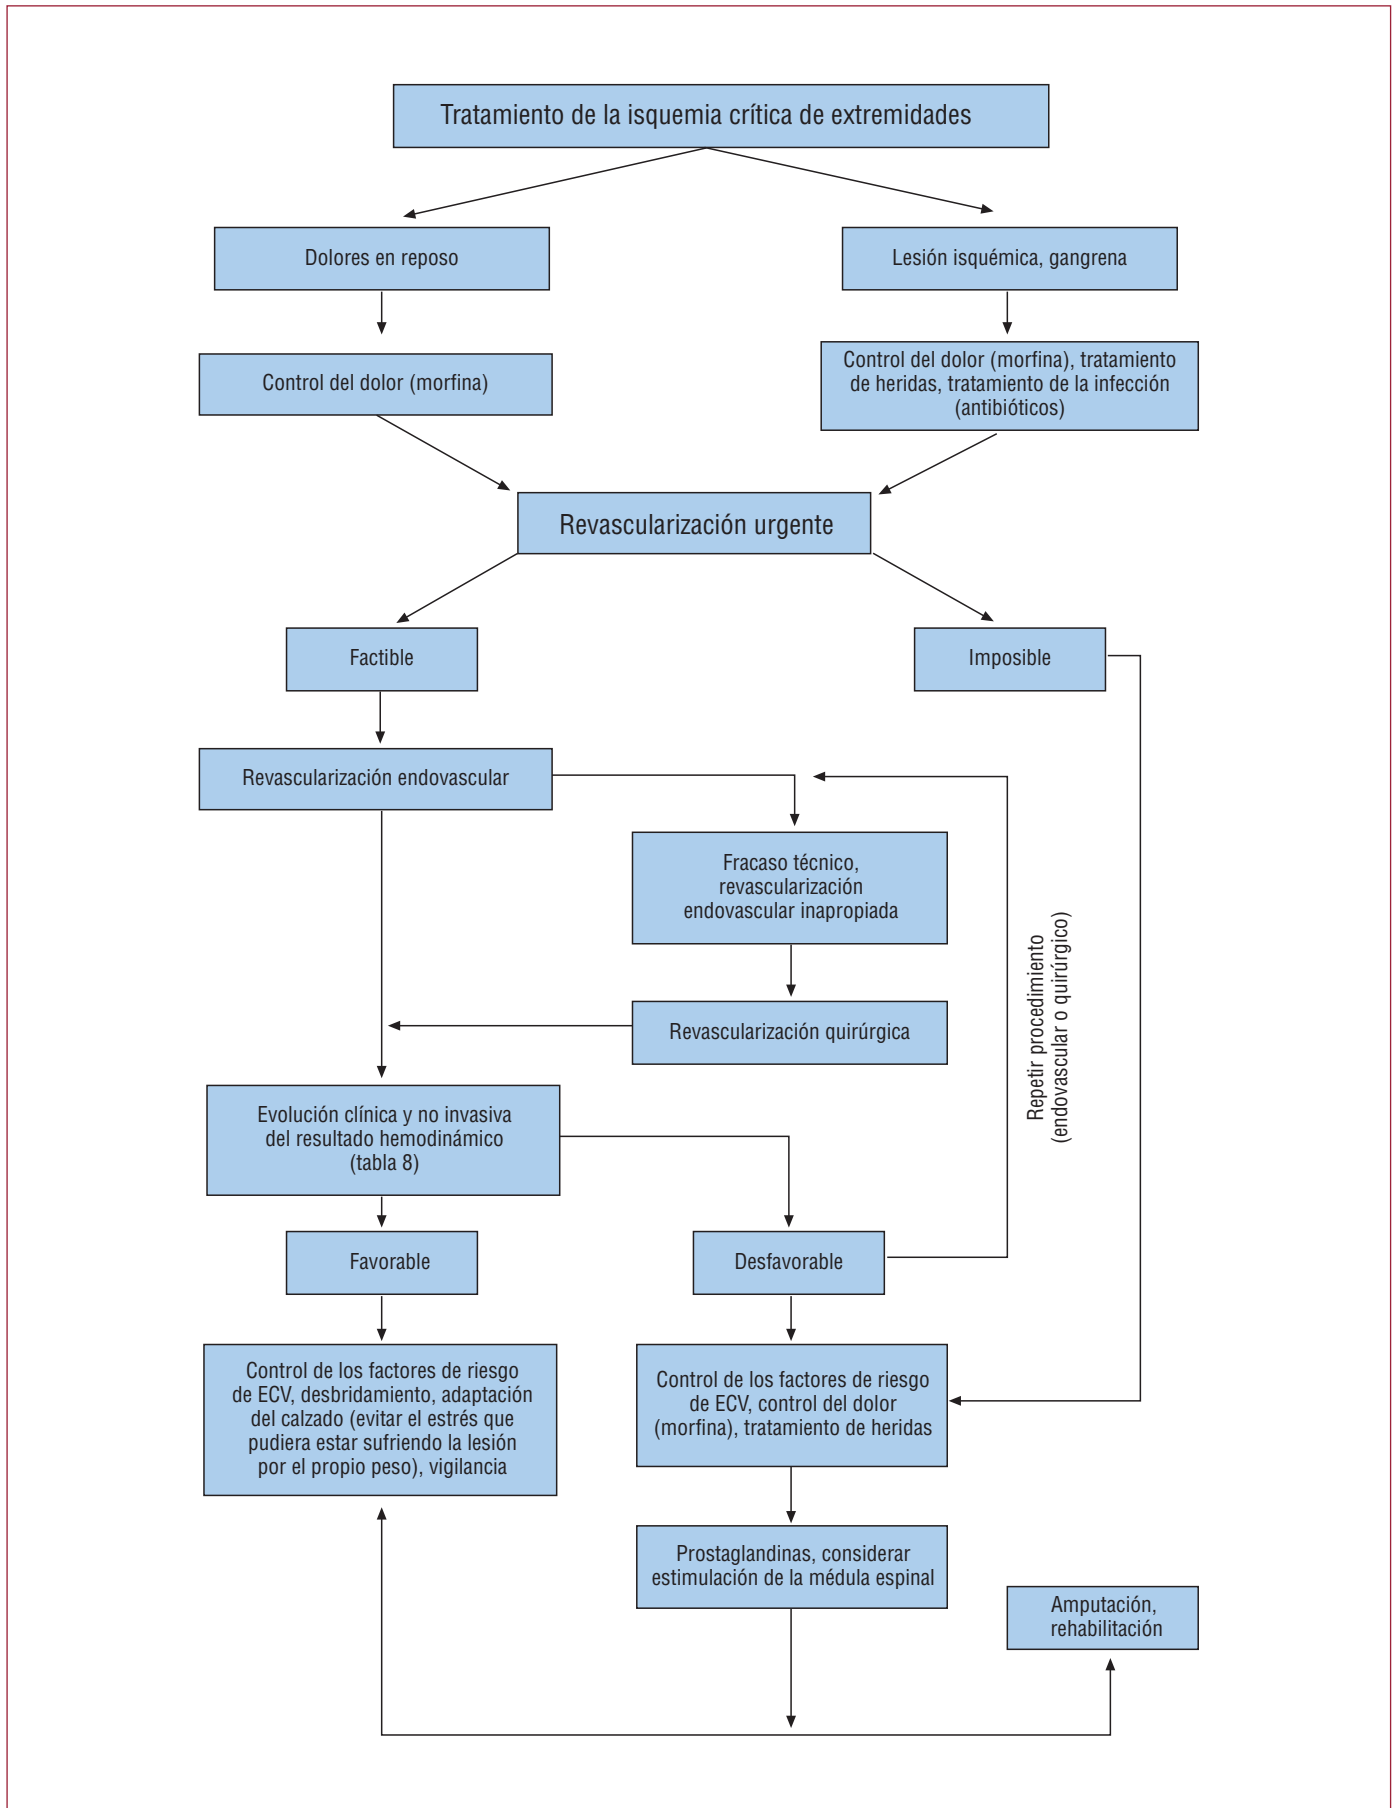 Tratamiento de la isquemia crítica de extremidades
Dolores en reposo
Lesión isquémica, gangrena
Control del dolor (morfina)
Control del dolor (morfina), tratamiento
de heridas, tratamiento de la infección
(antibióticos)
Revascularización urgente
Factible
Imposible
Revascularización endovascular
Fracaso técnico,
revascularización
endovascular inapropiada
Revascularización quirúrgica
Repetir procedimiento
(endovascular o quirúrgico)
Evolución clínica y no invasiva
del resultado hemodinámico
(tabla 8)
Favorable
Desfavorable
Control de los factores de riesgo
de ECV, desbridamiento, adaptación
del calzado (evitar el estrés que
pudiera estar sufriendo la lesión
por el propio peso), vigilancia
Control de los factores de riesgo
de ECV, control del dolor
(morfina), tratamiento de heridas
Prostaglandinas, considerar
estimulación de la médula espinal
Amputación,
rehabilitación